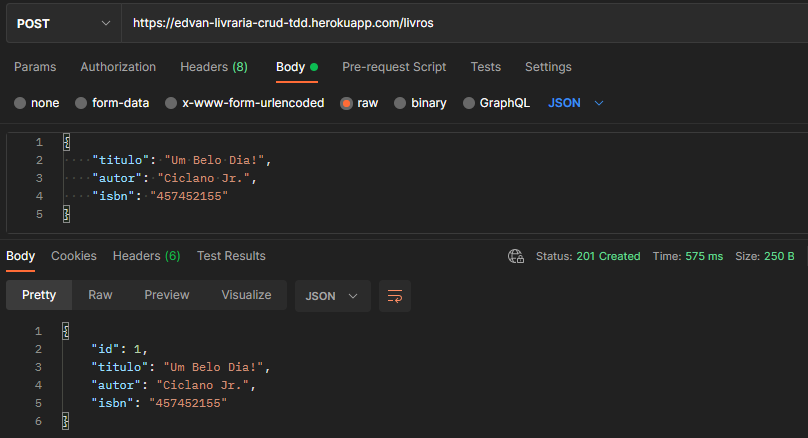 POST https://edvan-livraria-crud-tdd.herokuapp.com/livros
Params Authorization Headers (8) Body Pre-request Script Tests Settings
none form-data x-www-form-urlencoded raw binary GraphQL JSON
1 {
2 "titulo": "Um Belo Dia!",
3 "autor": "Ciclano Jr.",
4 "isbn": "457452155"
5 }
Body Cookies Headers (6) Test Results Status: 201 Created Time: 575 ms Size: 250 B
Pretty Raw Preview Visualize JSON
1 {
2 "id": 1,
3 "titulo": "Um Belo Dia!",
4 "autor": "Ciclano Jr.",
5 "isbn": "457452155"
6 }